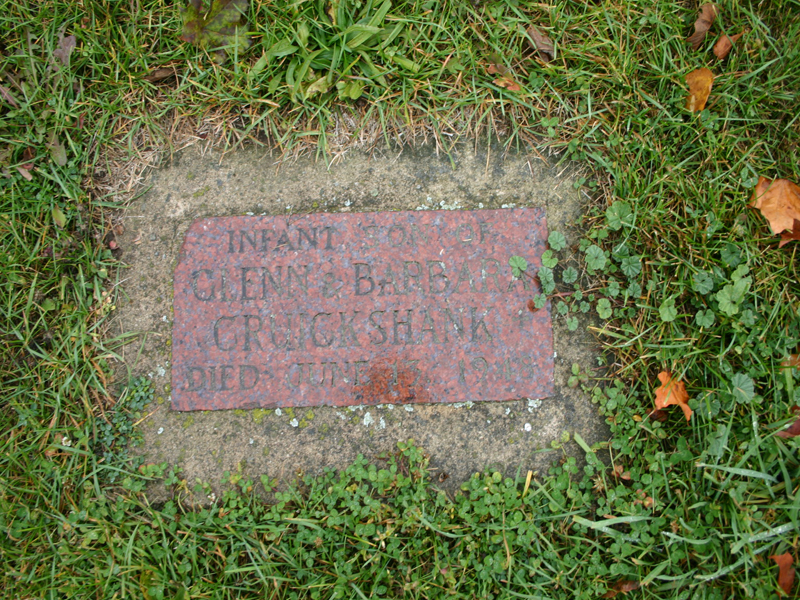 INFANT SON OF
GLENN & BARBARA
CRUICKSHANK
DIED JUNE